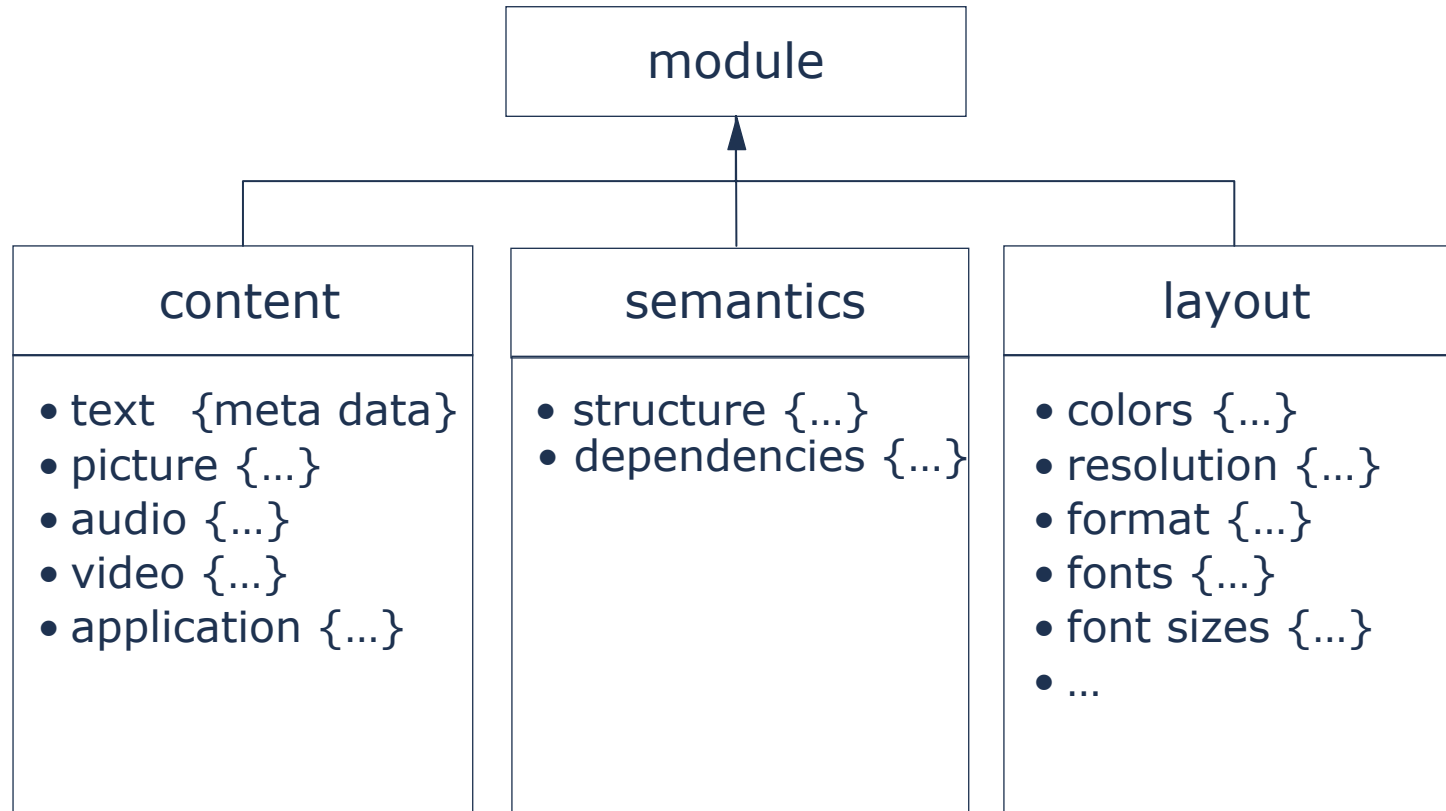 module
content
• text {meta data}
• picture {...}
• audio {...}
• video {...}
• application {...}
semantics
• structure {...}
• dependencies {...}
layout
• colors {...}
• resolution {...}
• format {...}
• fonts {...}
• font sizes {...}
• ...